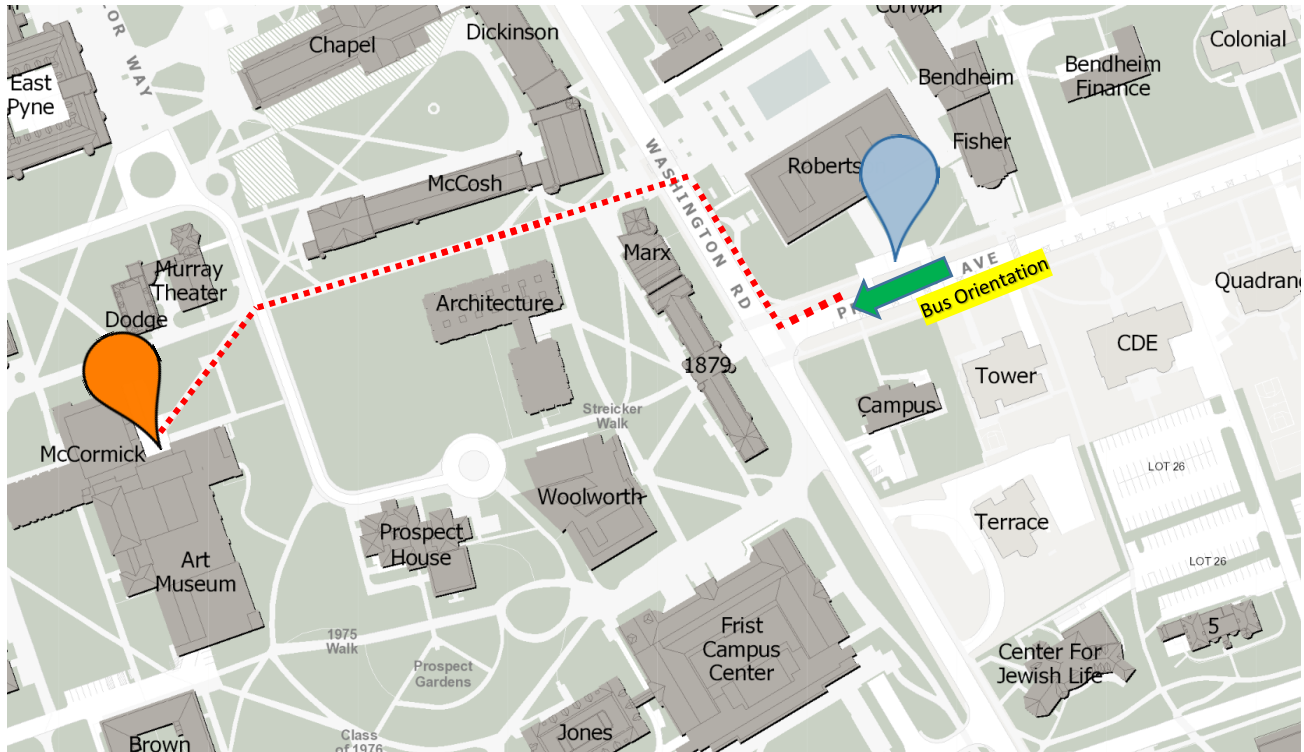 Corwin
Dickinson
Colonial
Chapel
OR WAY
East
Pyne
Bendheim
Bendheim
Finance
Fisher
WASHINGTON RD
Roberts
McCosh
Marx
Murray
Theater
AVE
Bus Orientation
Dodge
Architecture
Quadrang
CDE
1879
Tower
Campus
Streicker
Walk
McCormick
LOT 26
Woolworth
Terrace
Prospect
House
Art
Museum
LOT 26
1975
Walk
Frist
Campus
Center
5
Prospect
Gardens
Center For
Jewish Life
Jones
Class
of 1976
Brown